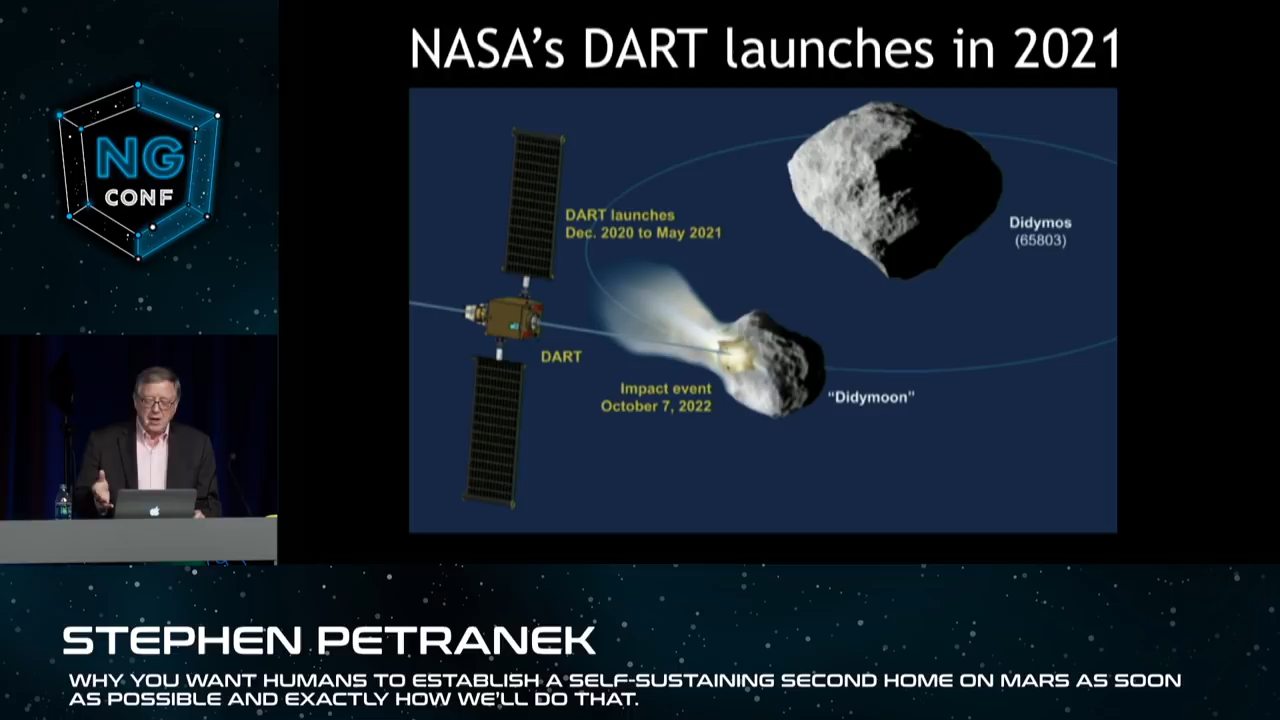 NASA's DART launches in 2021
NG
CONF
DART launches
Dec. 2020 to May 2021
Didymos
(65803)
DART
Impact event
October 7, 2022
"Didymoon"
STEPHEN PETRANEK
WHY YOU WANT HUMANS TO ESTABLISH A SELF-SUSTAINING SECOND HOME ON MARS AS SOON
AS POSSIBLE AND EXACTLY HOW WE'LL DO THAT.